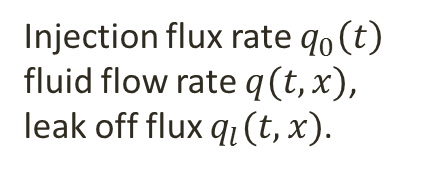 Injection flux rate q₀(t)
fluid flow rate q(t, x),
leak off flux qₗ(t, x).